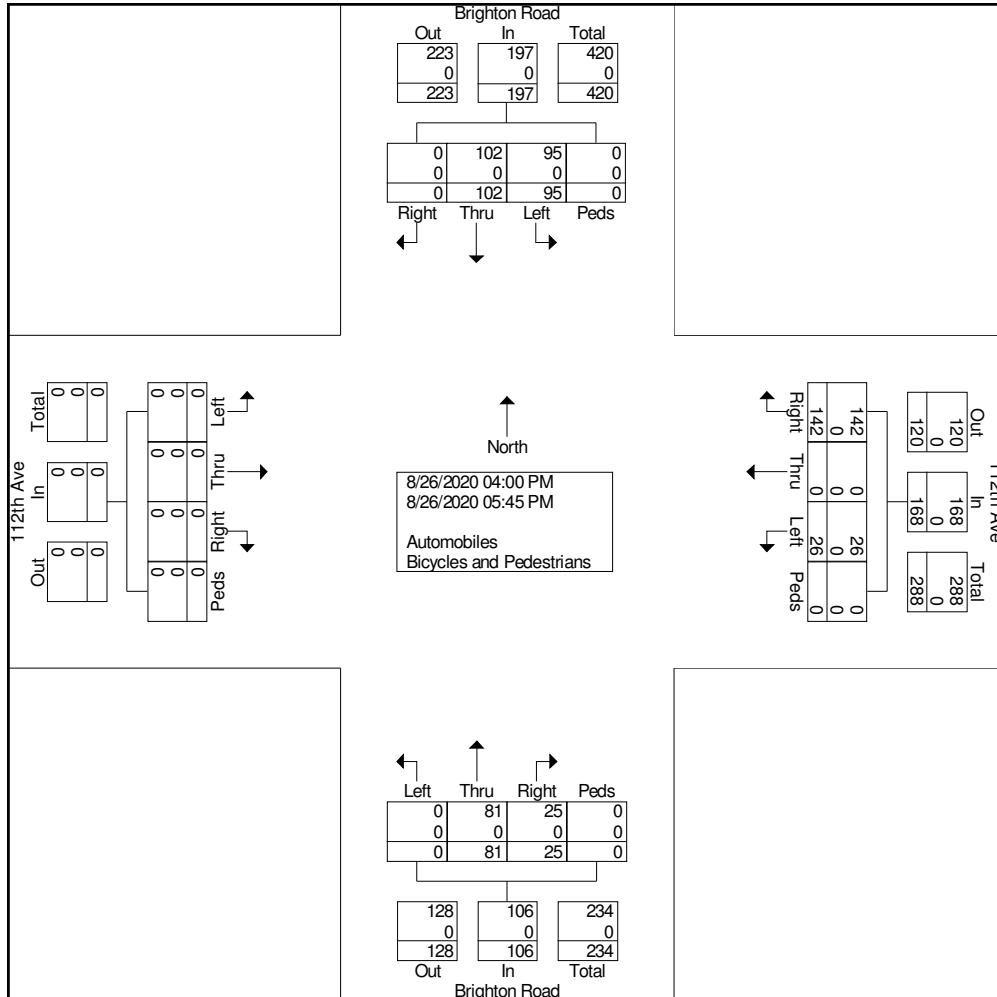 Brighton Road
Out In Total
223 197 420
0 0 0
223 197 420
0 102 95 0
0 0 0 0
0 102 95 0
Right Thru Left Peds
112th Ave
Total In Out
0 0 0
0 0 0
0 0 0
Left Thru Right Peds
0 0 0 0
0 0 0 0
0 0 0 0
North
8/26/2020 04:00 PM
8/26/2020 05:45 PM
Automobiles
Bicycles and Pedestrians
Right Thru Left Peds
142 0 26 0
0 0 0 0
142 0 26 0
Out In Total
120 168 288
0 0 0
120 168 288
112th Ave
Left Thru Right Peds
0 81 25 0
0 0 0 0
0 81 25 0
128 106 234
0 0 0
128 106 234
Out In Total
Brighton Road